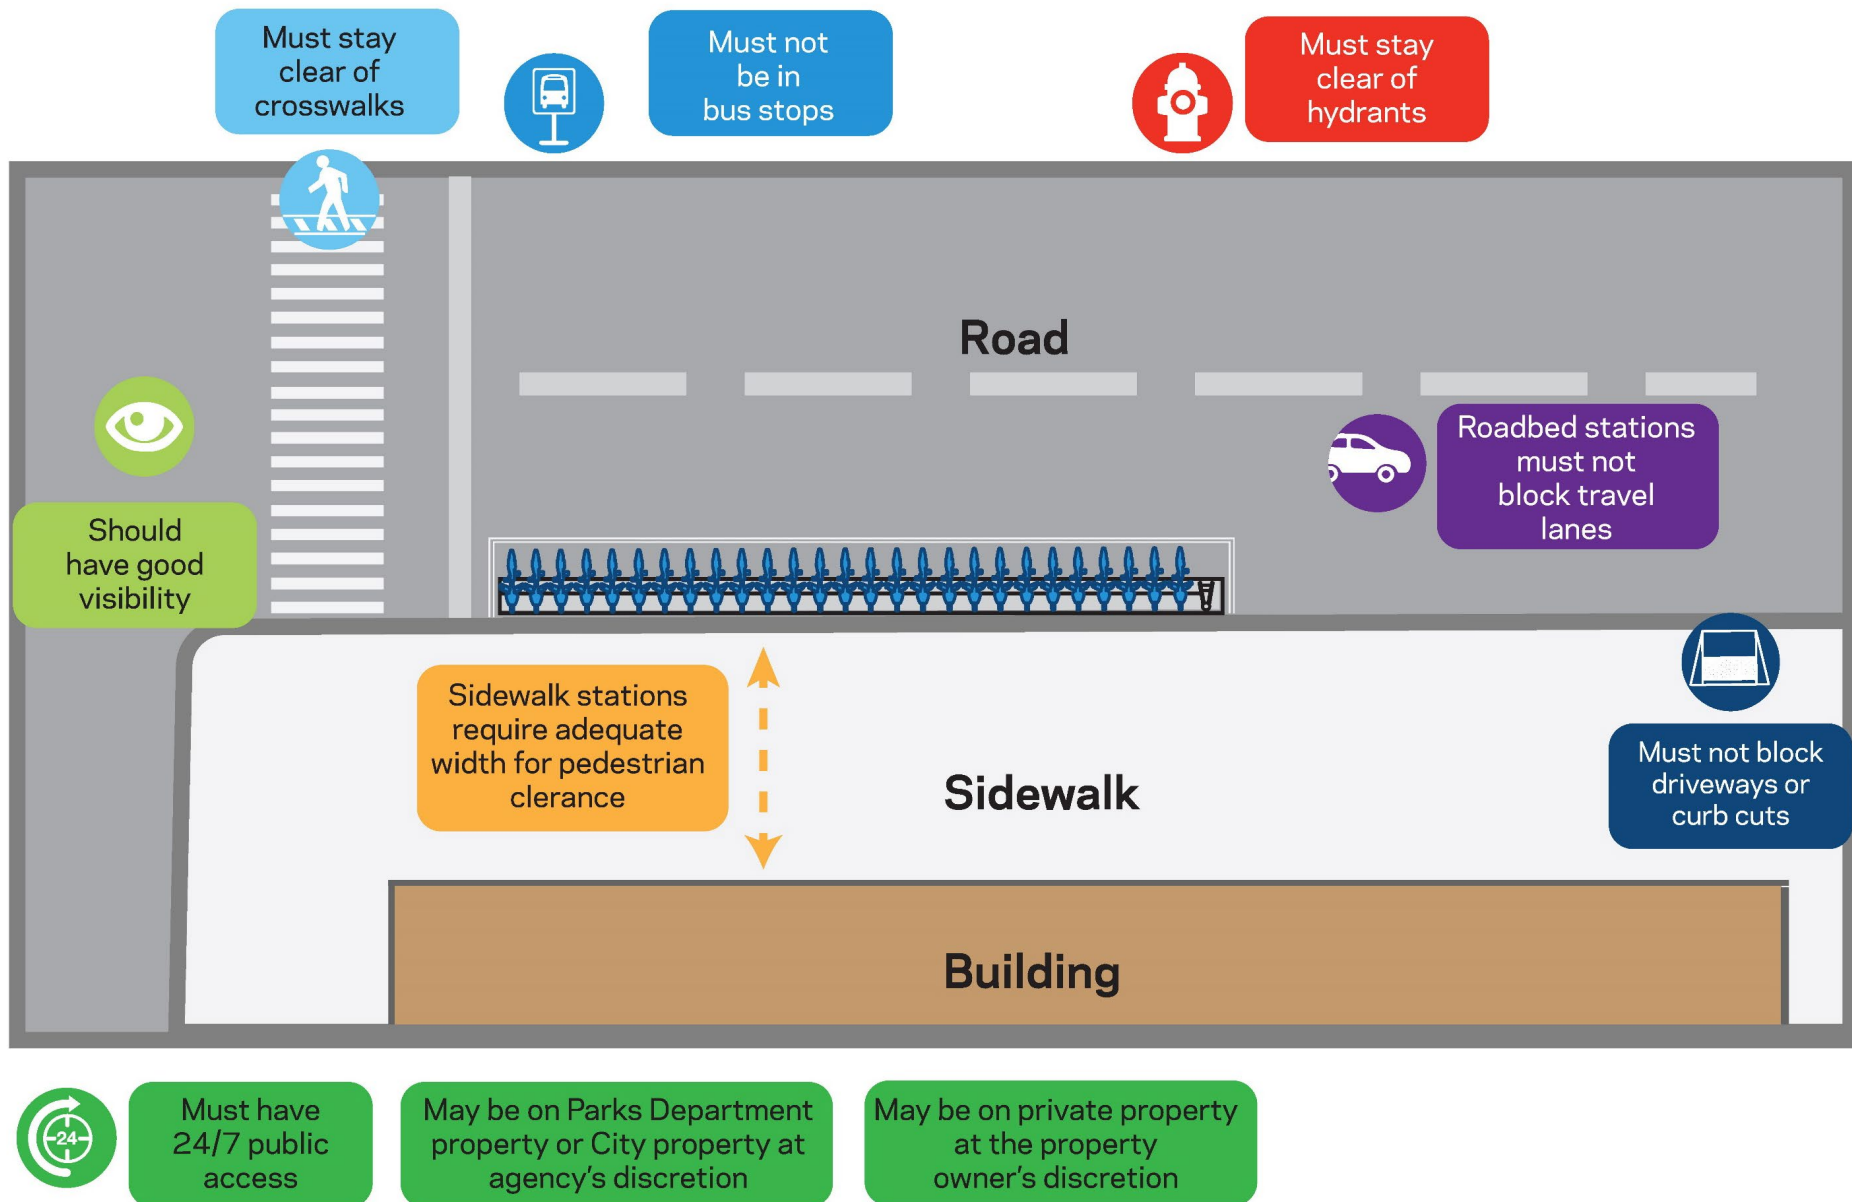 Must stay
clear of
crosswalks
Must not
be in
bus stops
Must stay
clear of
hydrants
Road
Roadbed stations
must not
block travel
lanes
Should
have good
visibility
Sidewalk stations
require adequate
width for pedestrian
clerance
Sidewalk
Must not block
driveways or
curb cuts
Building
24
Must have
24/7 public
access
May be on Parks Department
property or City property at
agency's discretion
May be on private property
at the property
owner's discretion